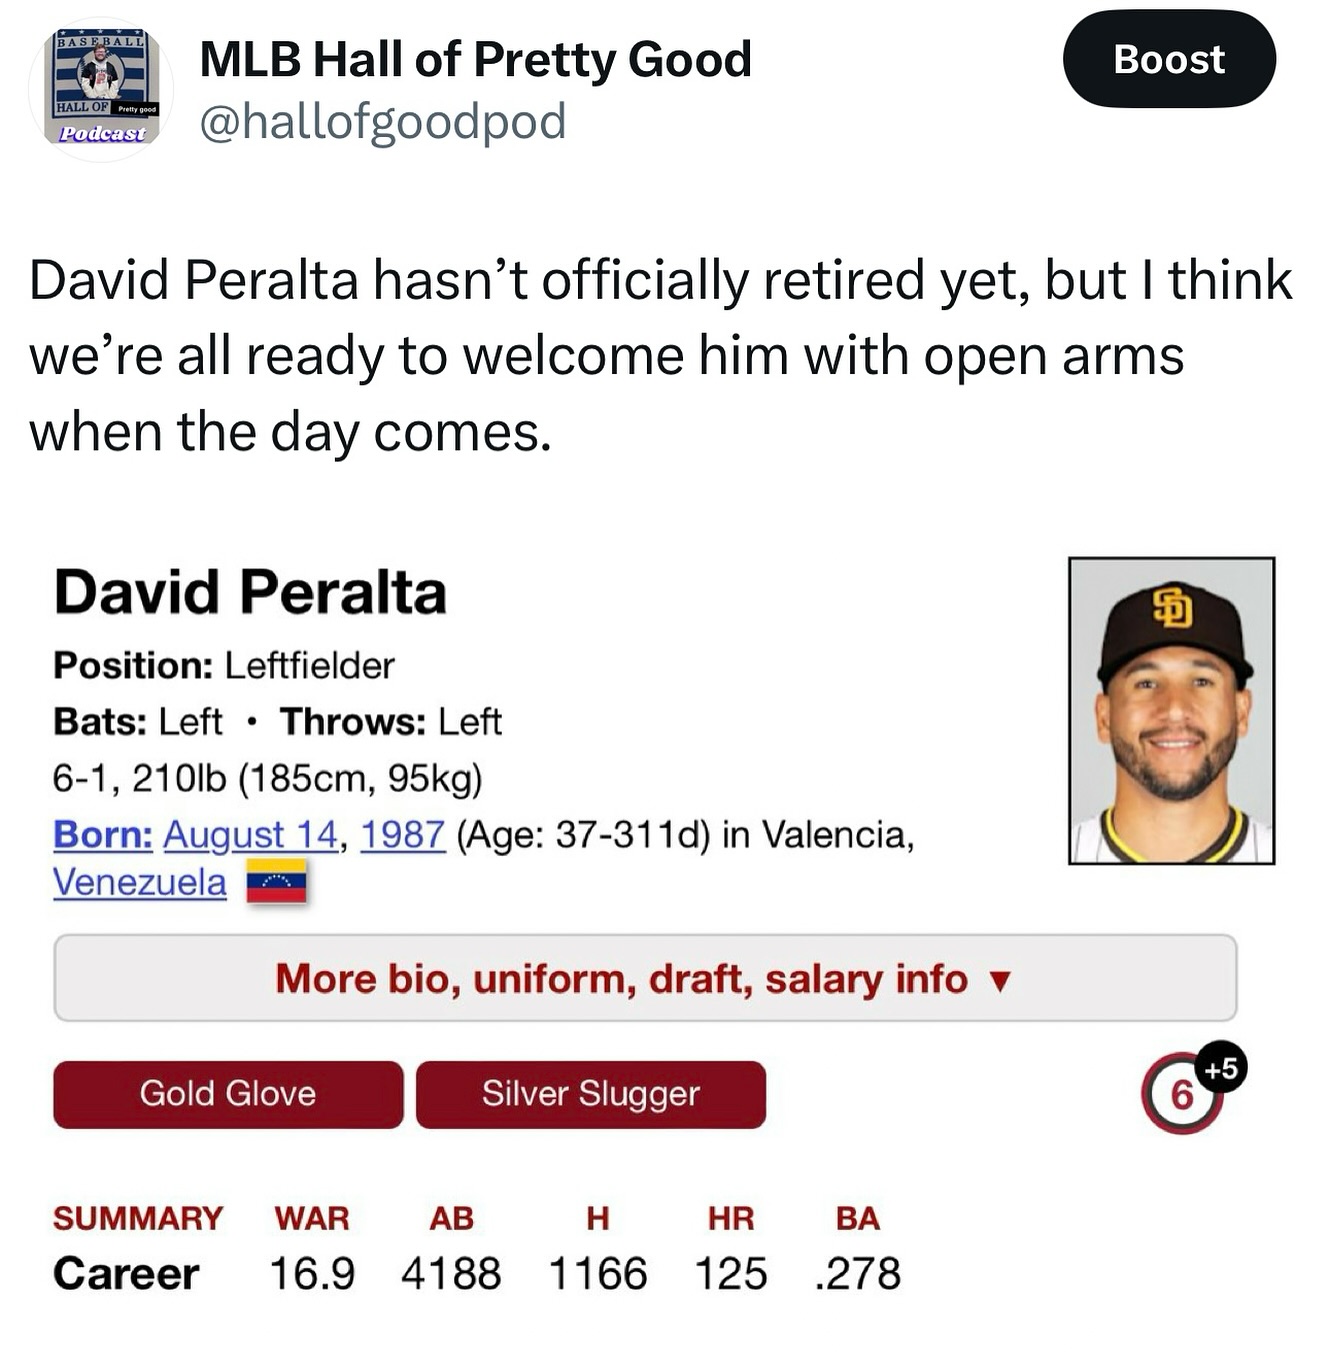 BASEBALL
HALL OF Pretty good
Podcast
MLB Hall of Pretty Good
@hallofgoodpod
Boost
David Peralta hasn’t officially retired yet, but I think
we’re all ready to welcome him with open arms
when the day comes.
David Peralta
Position: Leftfielder
Bats: Left • Throws: Left
6-1, 210lb (185cm, 95kg)
Born: August 14, 1987 (Age: 37-311d) in Valencia,
Venezuela
SD
More bio, uniform, draft, salary info ▼
Gold Glove Silver Slugger
6 +5
SUMMARY WAR AB H HR BA
Career 16.9 4188 1166 125 .278